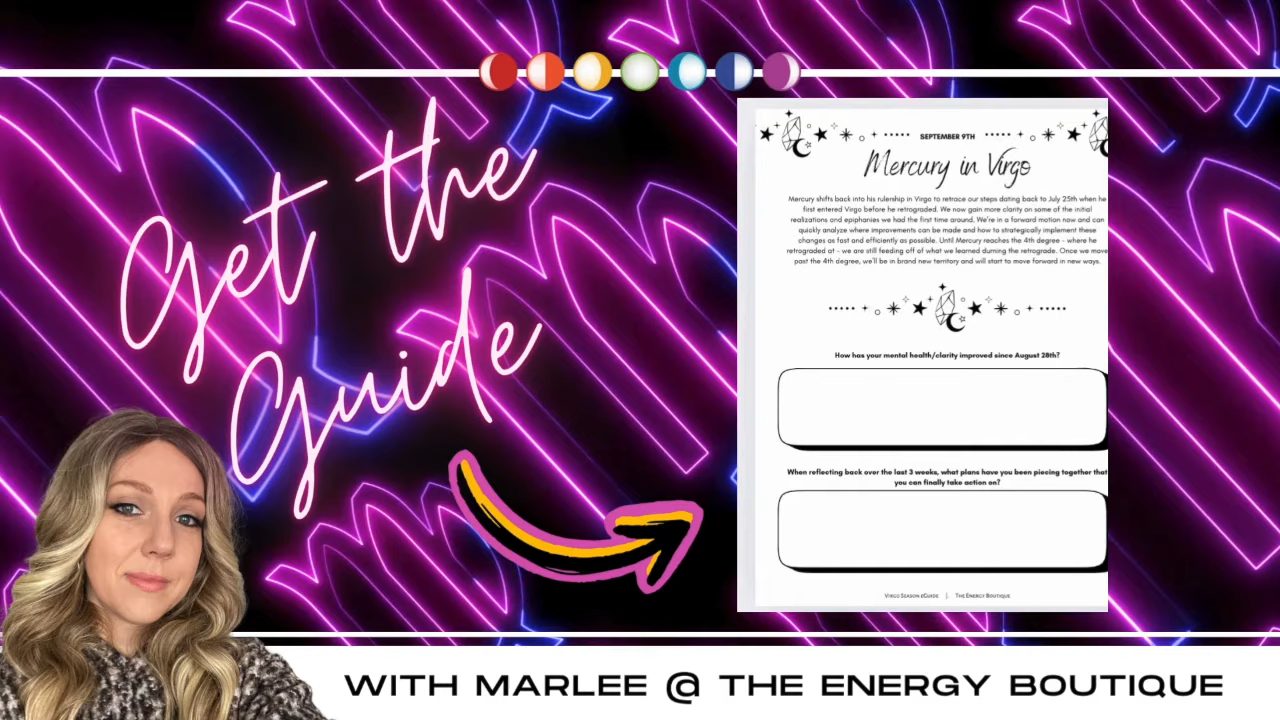 Get the
Guide
SEPTEMBER 9TH
Mercury in Virgo
Mercury shifts back into his rulership in Virgo to retrace our steps dating back to July 25th when he
first entered Virgo before he retrograded. We now gain more clarity on some of the initial
realizations and epiphanies we had the first time around. We're in a forward motion now and can
quickly analyze where improvements can be made and how to strategically implement these
changes as fast and efficiently as possible. Until Mercury reaches the 4th degree - where he
retrograded at - we are still feeding off of what we learned durning the retrograde. Once we move
past the 4th degree, we'll be in brand new territory and will start to move forward in new ways.
How has your mental health/clarity improved since August 28th?
When reflecting back over the last 3 weeks, what plans have you been piecing together that
you can finally take action on?
VIRGO SEASON EGUIDE | THE ENERGY BOUTIQUE
WITH MARLEE @ THE ENERGY BOUTIQUE